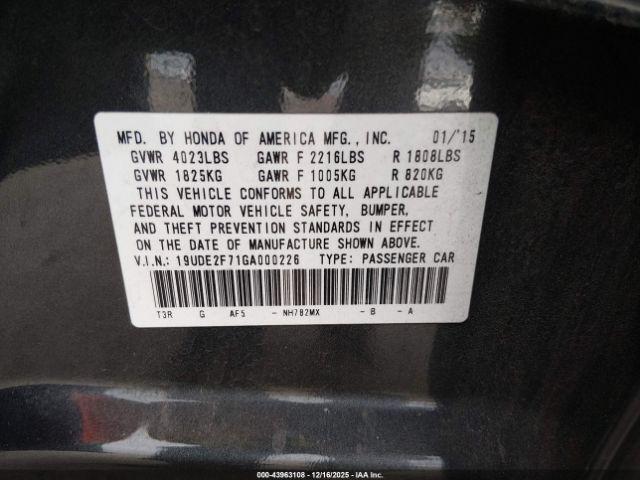 MFD. BY HONDA OF AMERICA MFG., INC. 01/'15
GVWR 4023LBS GAWR F 2216LBS R 1808LBS
GVWR 1825KG GAWR F 1005KG R 820KG
THIS VEHICLE CONFORMS TO ALL APPLICABLE
FEDERAL MOTOR VEHICLE SAFETY, BUMPER,
AND THEFT PREVENTION STANDARDS IN EFFECT
ON THE DATE OF MANUFACTURE SHOWN ABOVE.
V.I.N.: 19UDE2F71GA000226 TYPE: PASSENGER CAR
T3R G AF5 - NH782MX - B - A
© IAA-43963108 12/16/2025 IAAI.com